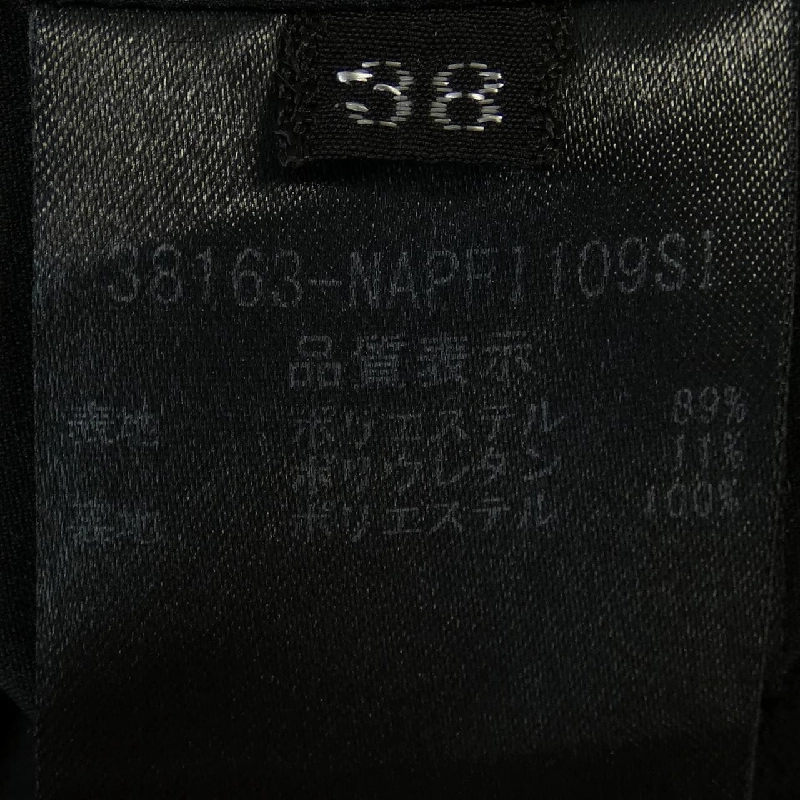 38
38163-NAPFI109SI
品質表示
表地 ポリエステル 89%
ポリウレタン 11%
裏地 ポリエステル 100%